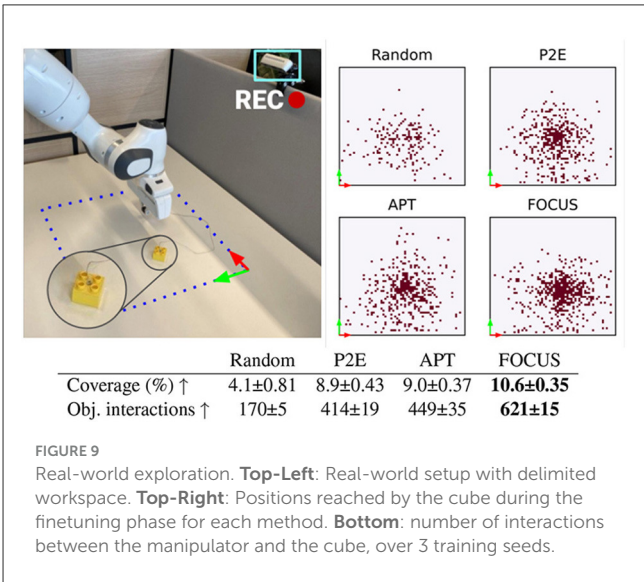 REC
Random P2E
APT FOCUS
Random P2E APT FOCUS
Coverage (%) ↑ 4.1±0.81 8.9±0.43 9.0±0.37 10.6±0.35
Obj. interactions ↑ 170±5 414±19 449±35 621±15
FIGURE 9
Real-world exploration. Top-Left: Real-world setup with delimited
workspace. Top-Right: Positions reached by the cube during the
finetuning phase for each method. Bottom: number of interactions
between the manipulator and the cube, over 3 training seeds.